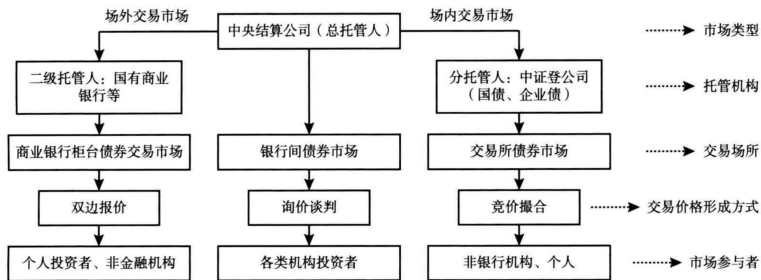 场外交易市场
中央结算公司（总托管人）
场内交易市场
市场类型
二级托管人：国有商业
银行等
分托管人：中证登公司
（国债、企业债）
托管机构
商业银行柜台债券交易市场
银行间债券市场
交易所债券市场
交易场所
双边报价
询价谈判
竞价撮合
交易价格形成方式
个人投资者、非金融机构
各类机构投资者
非银行机构、个人
市场参与者